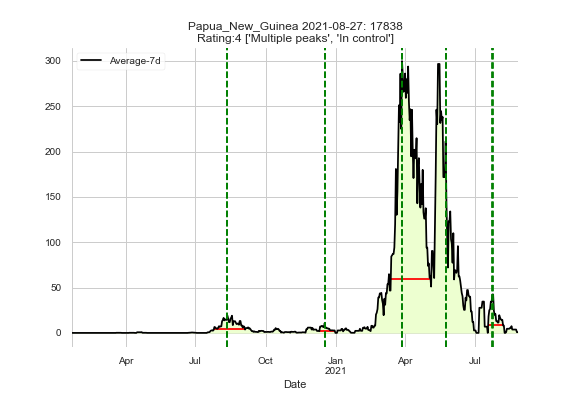 Papua_New_Guinea 2021-08-27: 17838
Rating:4 ['Multiple peaks', 'In control']
Average-7d
300
250
200
150
100
50
0
Apr Jul Oct Jan Apr Jul
2021
Date